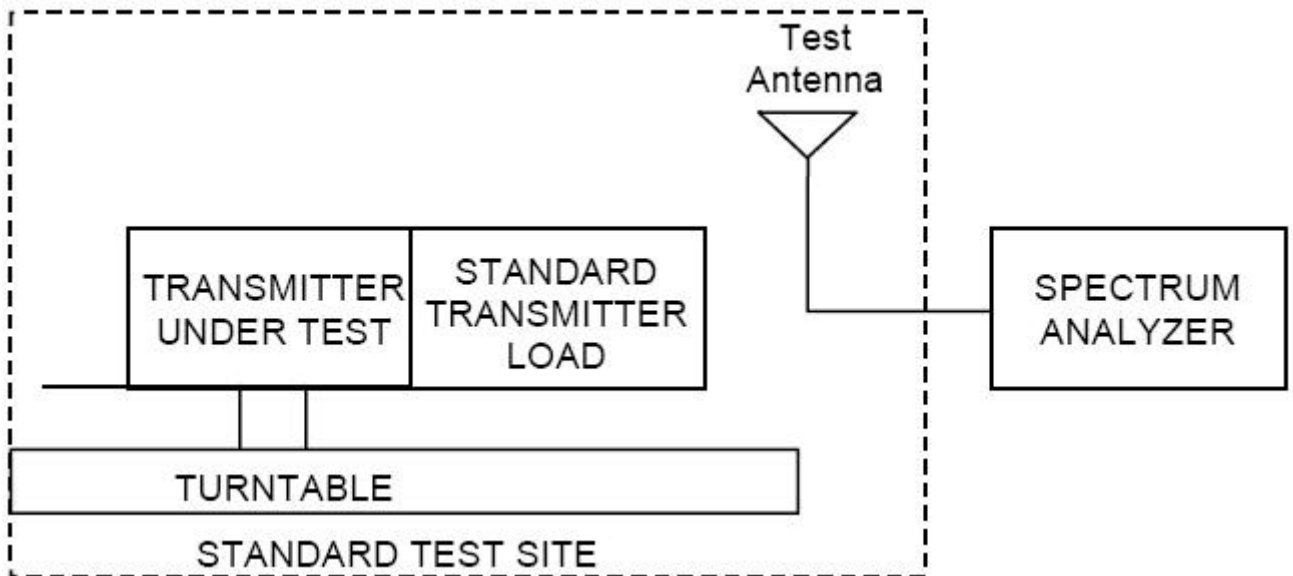 Test
Antenna
TRANSMITTER
UNDER TEST
STANDARD
TRANSMITTER
LOAD
SPECTRUM
ANALYZER
TURNTABLE
STANDARD TEST SITE